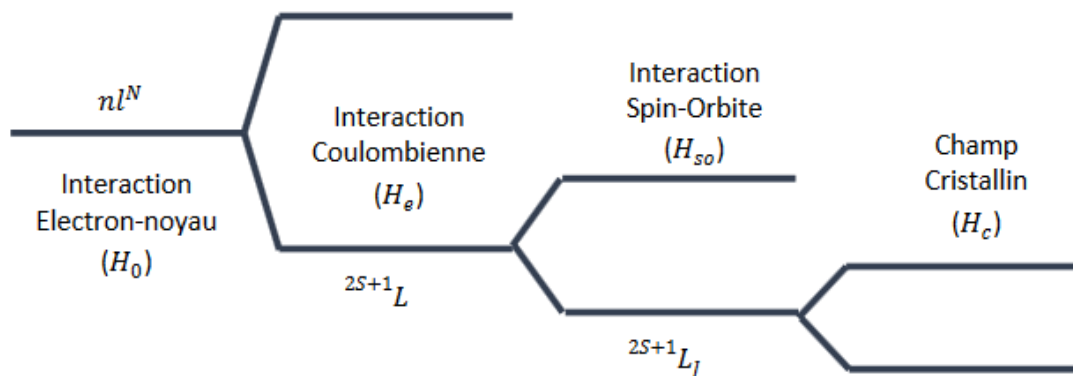 nl^N
Interaction
Electron-noyau
(H_0)
Interaction
Coulombienne
(H_e)
^{2S+1}L
Interaction
Spin-Orbite
(H_{so})
^{2S+1}L_J
Champ
Cristallin
(H_c)